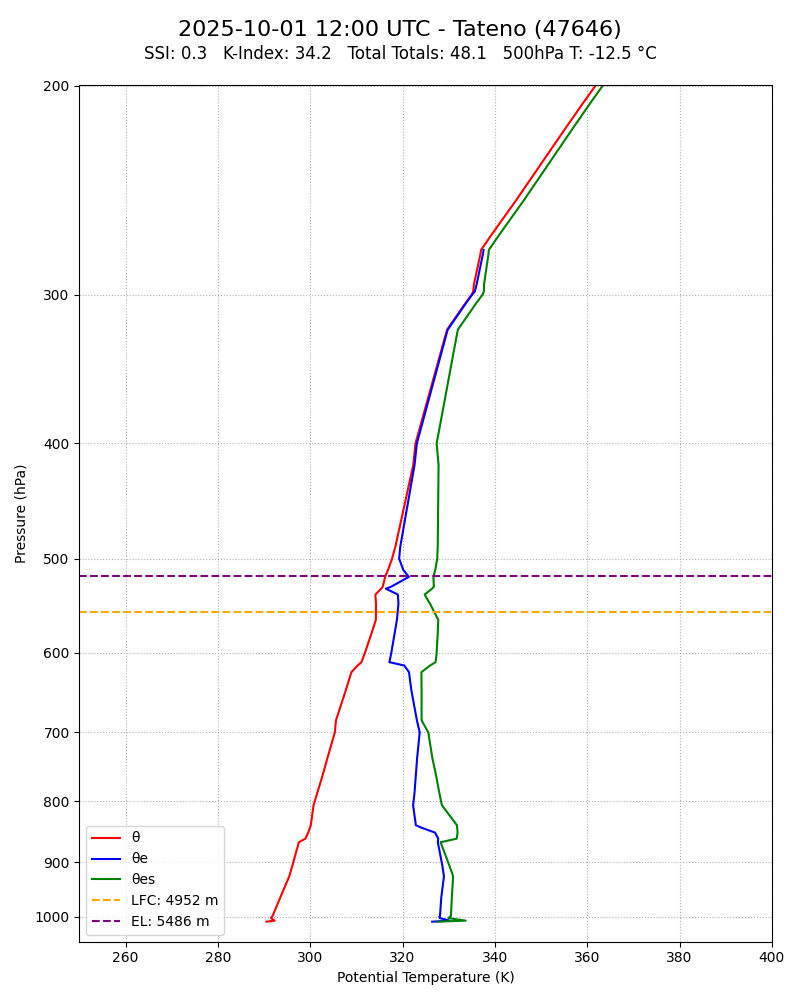 2025-10-01 12:00 UTC - Tateno (47646)
SSI: 0.3   K-Index: 34.2   Total Totals: 48.1   500hPa T: -12.5 °C
200
300
400
500
600
700
800
900
1000
Pressure (hPa)
θ
θe
θes
LFC: 4952 m
EL: 5486 m
260 280 300 320 340 360 380 400
Potential Temperature (K)